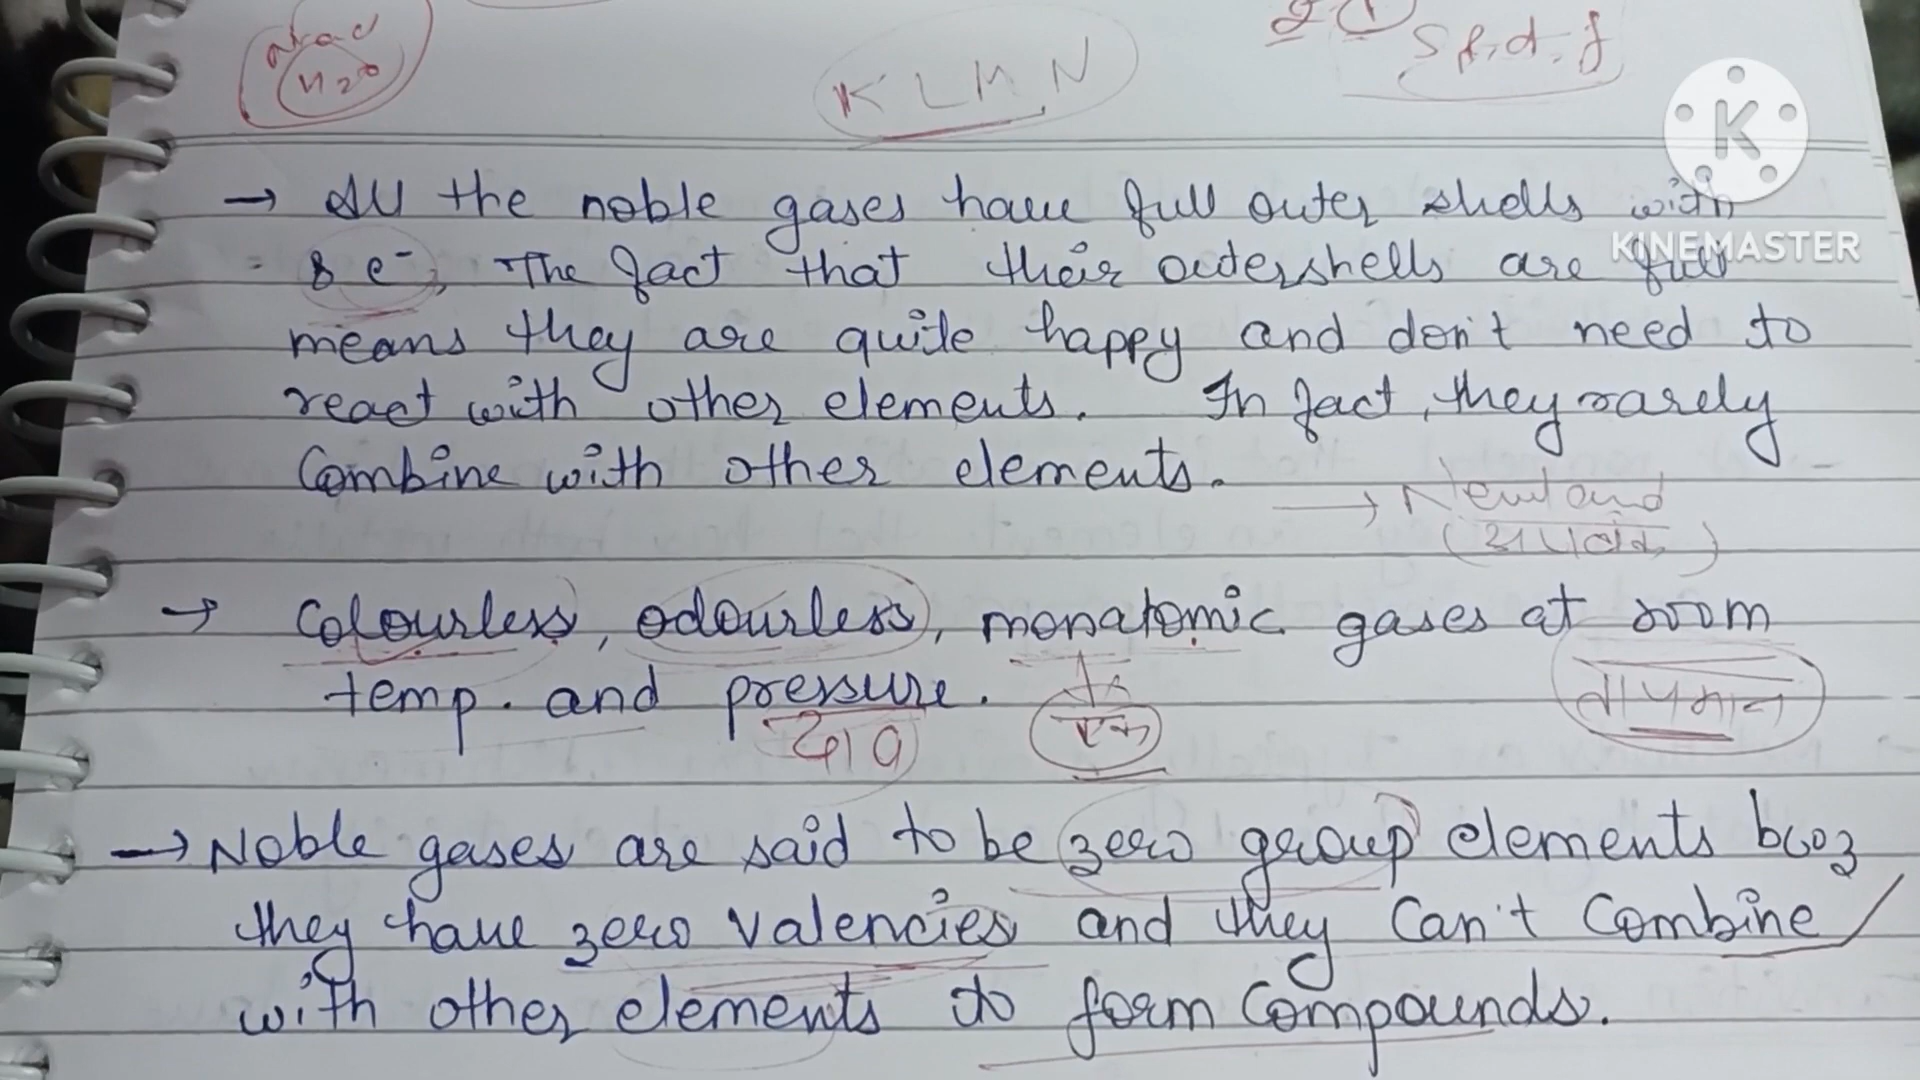 H2O
K L M N
S p, d, f
K
KINEMASTER
→ All the noble gases have full outer shells with
8 e-, The fact that their outershells are full
means they are quite happy and don't need to
react with other elements. In fact, they rarely
Combine with other elements.
→ Newland
→ Colourless, odourless, monatomic gases at room
temp. and pressure.
एक
तापमान
दाब
→ Noble gases are said to be zero group elements bcoz
they have zero valencies and they can't combine
with other elements to form compounds.